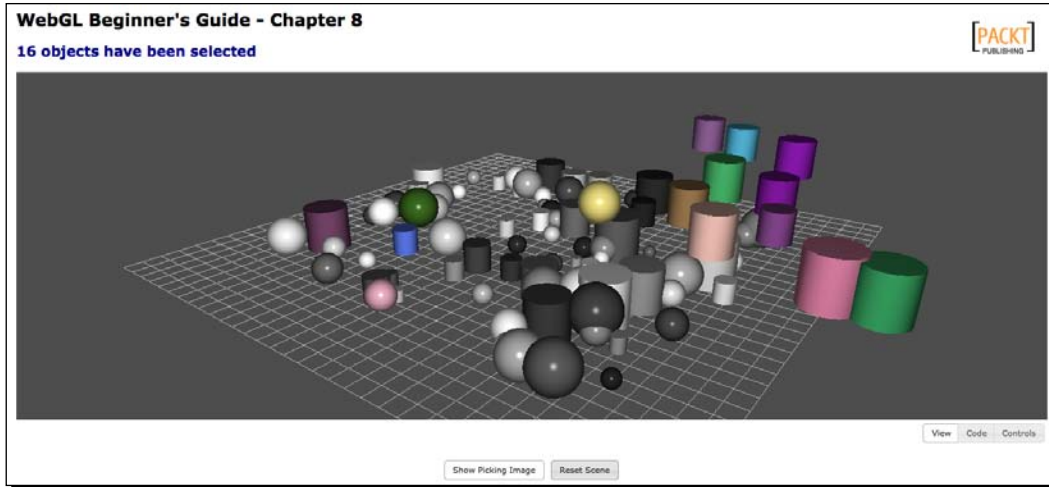 WebGL Beginner's Guide - Chapter 8
16 objects have been selected
[PACKT]
PUBLISHING
View Code Controls
Show Picking Image Reset Scene